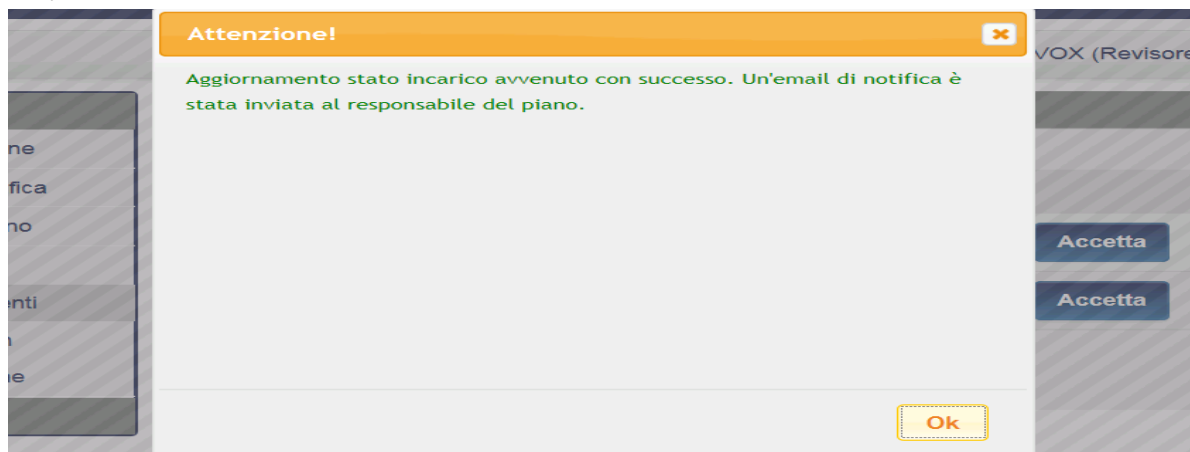 Attenzione!
VOX (Revisore
Aggiornamento stato incarico avvenuto con successo. Un'email di notifica è
stata inviata al responsabile del piano.
ne
fica
no
Accetta
enti
Accetta
ne
Ok